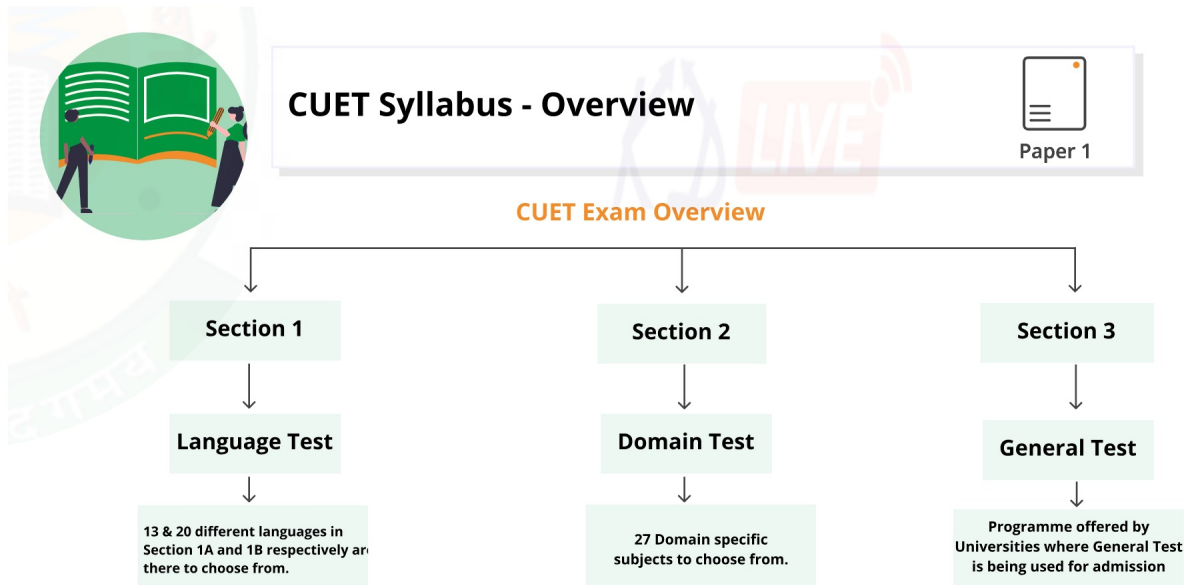 CUET Syllabus - Overview
Paper 1
LIVE
CUET Exam Overview
Section 1
Section 2
Section 3
Language Test
Domain Test
General Test
13 & 20 different languages in
Section 1A and 1B respectively are
there to choose from.
27 Domain specific
subjects to choose from.
Programme offered by
Universities where General Test
is being used for admission